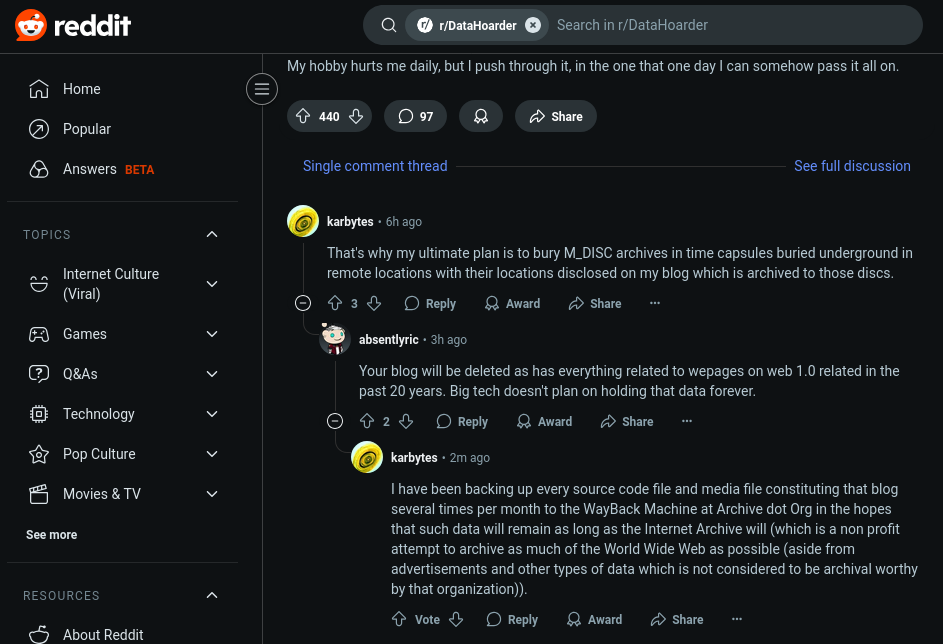 reddit
r/ r/DataHoarder Search in r/DataHoarder
Home
Popular
Answers BETA
TOPICS
Internet Culture
(Viral)
Games
Q&As
Technology
Pop Culture
Movies & TV
See more
RESOURCES
About Reddit
My hobby hurts me daily, but I push through it, in the one that one day I can somehow pass it all on.
440 97 Share
Single comment thread See full discussion
karbytes • 6h ago
That's why my ultimate plan is to bury M_DISC archives in time capsules buried underground in
remote locations with their locations disclosed on my blog which is archived to those discs.
3 Reply Award Share ...
absentlyric • 3h ago
Your blog will be deleted as has everything related to wepages on web 1.0 related in the
past 20 years. Big tech doesn't plan on holding that data forever.
2 Reply Award Share ...
karbytes • 2m ago
I have been backing up every source code file and media file constituting that blog
several times per month to the WayBack Machine at Archive dot Org in the hopes
that such data will remain as long as the Internet Archive will (which is a non profit
attempt to archive as much of the World Wide Web as possible (aside from
advertisements and other types of data which is not considered to be archival worthy
by that organization)).
Vote Reply Award Share ...